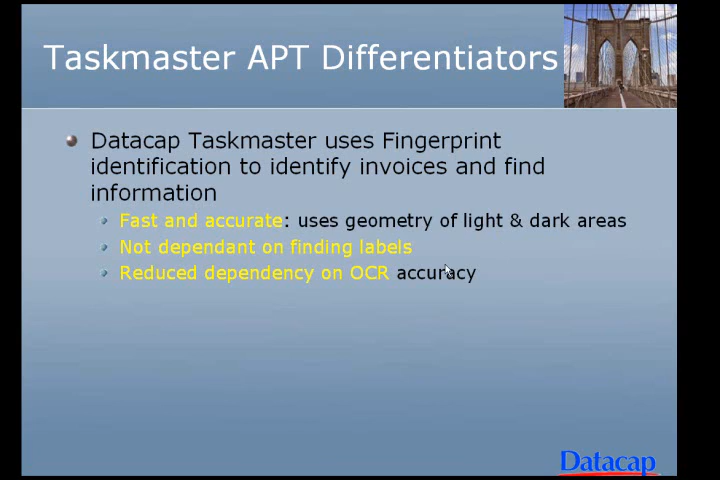 Taskmaster APT Differentiators
Datacap Taskmaster uses Fingerprint
identification to identify invoices and find
information
Fast and accurate: uses geometry of light & dark areas
Not dependant on finding labels
Reduced dependency on OCR accuracy
Datacap